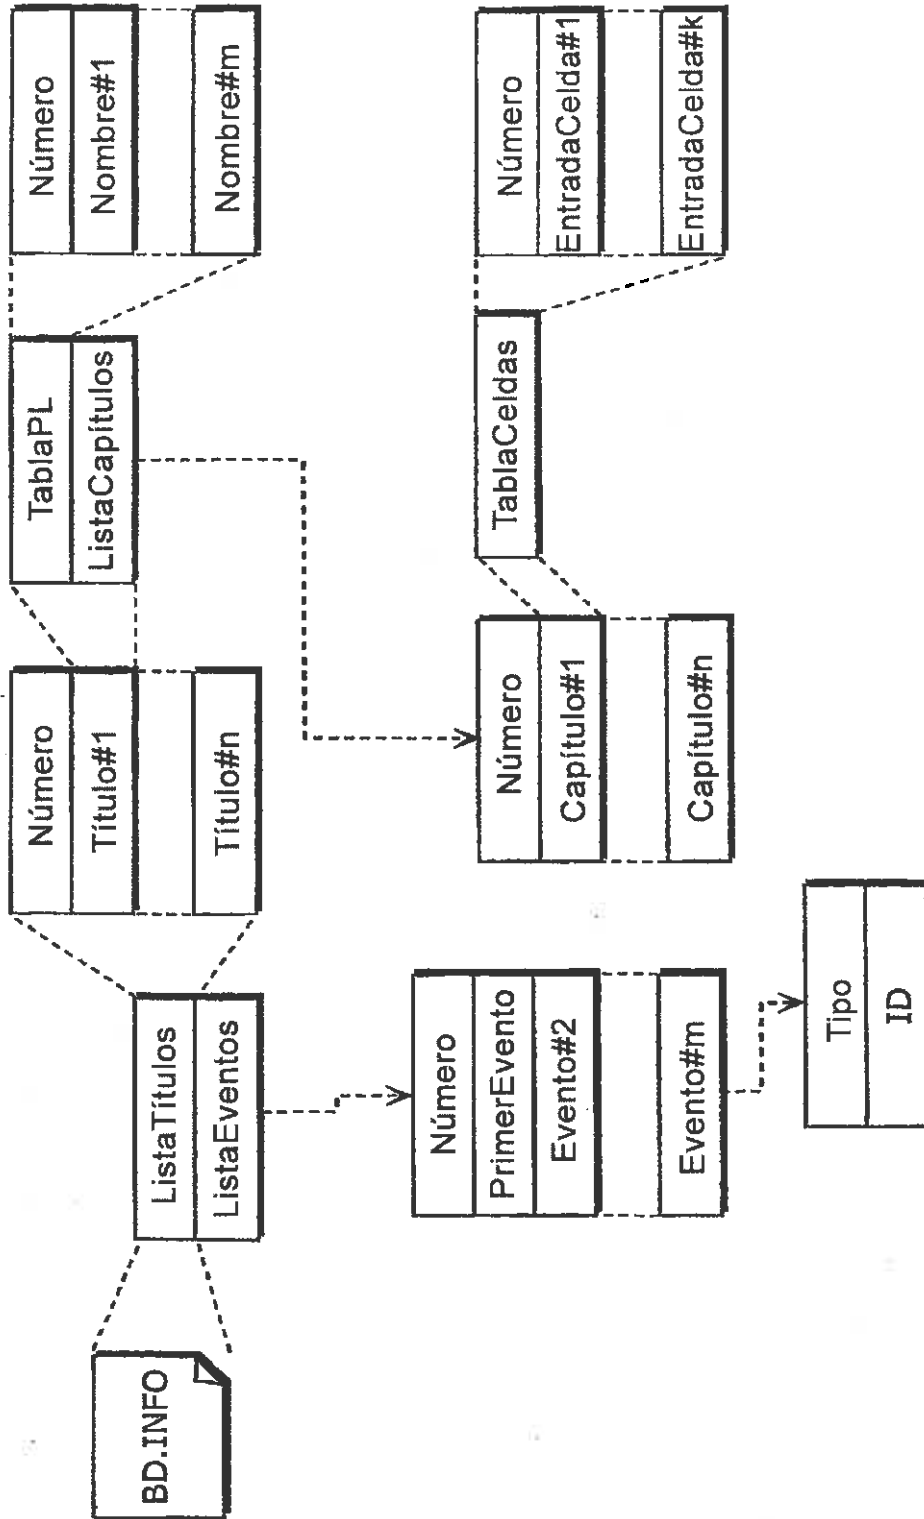 BD.INFO
ListaTítulos
ListaEventos
Número
Título#1
Título#n
TablaPL
ListaCapítulos
Número
Nombre#1
Nombre#m
Número
PrimerEvento
Evento#2
Evento#m
Tipo
ID
Número
Capítulo#1
Capítulo#n
TablaCeldas
Número
EntradaCelda#1
EntradaCelda#k